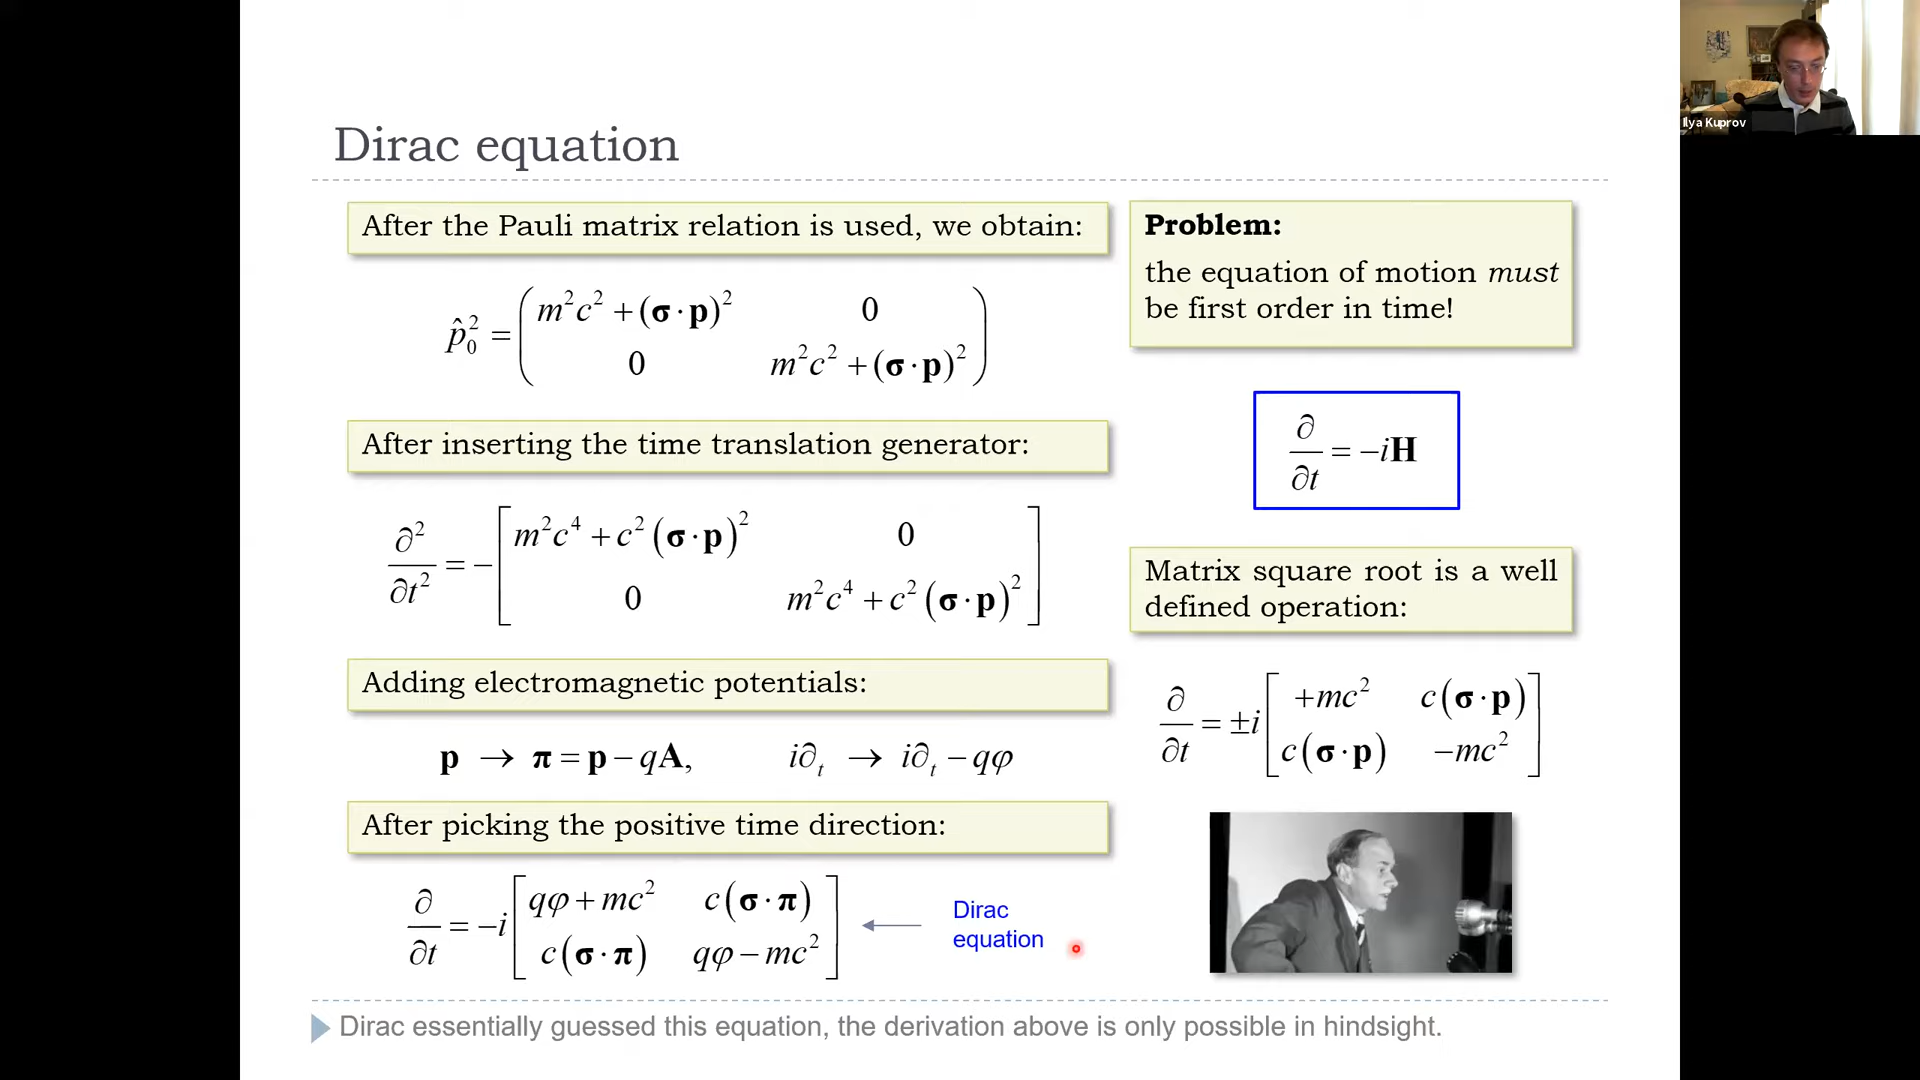 Dirac equation
After the Pauli matrix relation is used, we obtain:
p̂₀² = ( m²c² + (σ·p)² 0
0 m²c² + (σ·p)² )
After inserting the time translation generator:
∂²/∂t² = −[ m²c⁴ + c²(σ·p)² 0
0 m²c⁴ + c²(σ·p)² ]
Adding electromagnetic potentials:
p → π = p − qA, i∂ₜ → i∂ₜ − qφ
After picking the positive time direction:
∂/∂t = −i[ qφ + mc² c(σ·π)
c(σ·π) qφ − mc² ]
Dirac
equation
Problem:
the equation of motion must
be first order in time!
∂/∂t = −iH
Matrix square root is a well
defined operation:
∂/∂t = ±i[ +mc² c(σ·p)
c(σ·p) −mc² ]
Dirac essentially guessed this equation, the derivation above is only possible in hindsight.
Ilya Kuprov